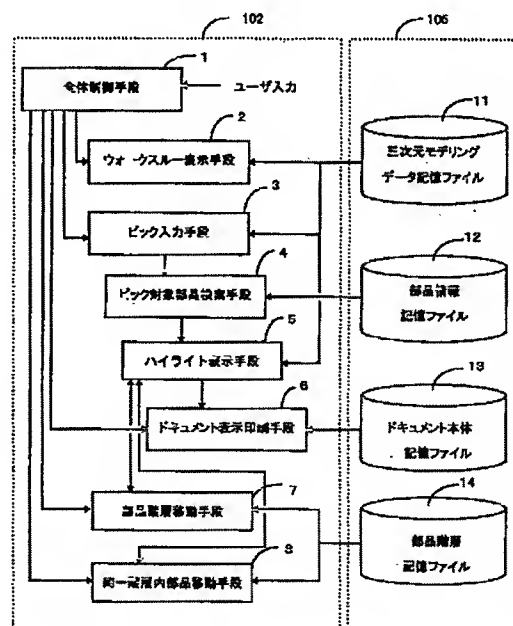 102
106
1
全体制御手段
ユーザ入力
2
ウォークスルー表示手段
3
ピック入力手段
4
ピック対象部品検索手段
5
ハイライト表示手段
6
ドキュメント表示印刷手段
7
部品階層移動手段
8
同一階層内部品移動手段
11
三次元モデリング
データ記憶ファイル
12
部品情報
記憶ファイル
13
ドキュメント本体
記憶ファイル
14
部品階層
記憶ファイル